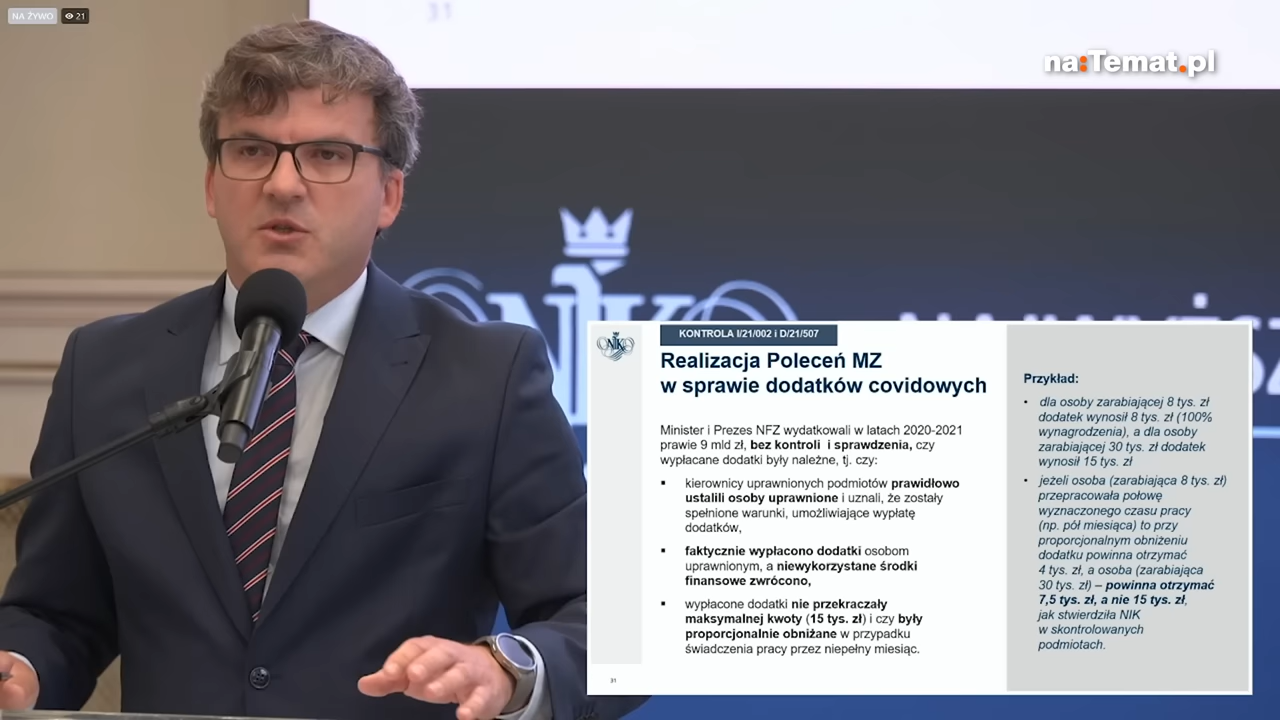 NA ŻYWO 21
31
na:Temat.pl
NIK
NIK
KONTROLA I/21/002 i D/21/507
Realizacja Poleceń MZ
w sprawie dodatków covidowych
Minister i Prezes NFZ wydatkowali w latach 2020-2021
prawie 9 mld zł, bez kontroli i sprawdzenia, czy
wypłacane dodatki były należne, tj. czy:
▪ kierownicy uprawnionych podmiotów prawidłowo
ustalili osoby uprawnione i uznali, że zostały
spełnione warunki, umożliwiające wypłatę
dodatków,
▪ faktycznie wypłacono dodatki osobom
uprawnionym, a niewykorzystane środki
finansowe zwrócono,
▪ wypłacone dodatki nie przekraczały
maksymalnej kwoty (15 tys. zł) i czy były
proporcjonalnie obniżane w przypadku
świadczenia pracy przez niepełny miesiąc.
31
Przykład:
• dla osoby zarabiającej 8 tys. zł
dodatek wynosił 8 tys. zł (100%
wynagrodzenia), a dla osoby
zarabiającej 30 tys. zł dodatek
wynosił 15 tys. zł
• jeżeli osoba (zarabiająca 8 tys. zł)
przepracowała połowę
wyznaczonego czasu pracy
(np. pół miesiąca) to przy
proporcjonalnym obniżeniu
dodatku powinna otrzymać
4 tys. zł, a osoba (zarabiająca
30 tys. zł) – powinna otrzymać
7,5 tys. zł, a nie 15 tys. zł,
jak stwierdziła NIK
w skontrolowanych
podmiotach.